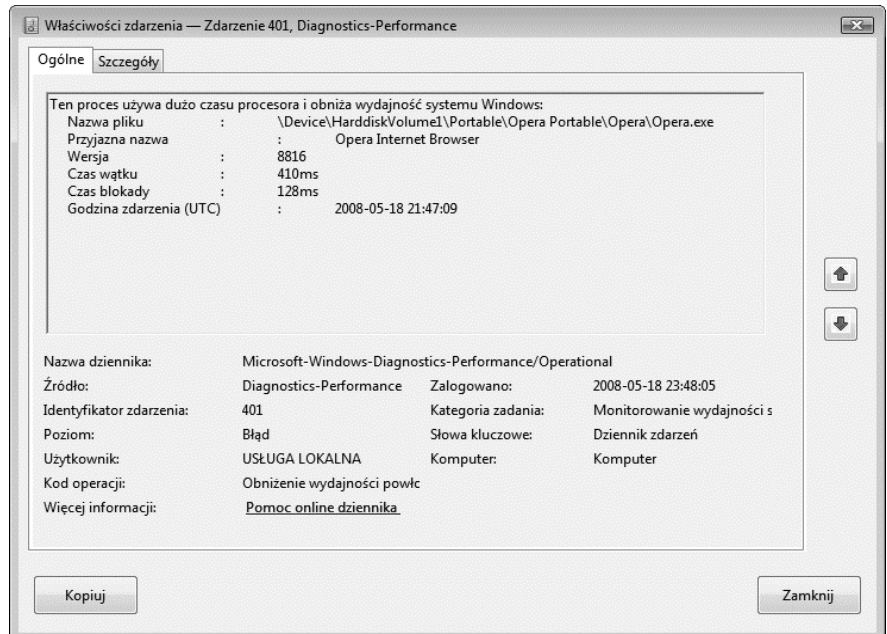 Właściwości zdarzenia — Zdarzenie 401, Diagnostics-Performance
Ogólne Szczegóły
Ten proces używa dużo czasu procesora i obniża wydajność systemu Windows:
Nazwa pliku : \Device\HarddiskVolume1\Portable\Opera Portable\Opera\Opera.exe
Przyjazna nazwa : Opera Internet Browser
Wersja : 8816
Czas wątku : 410ms
Czas blokady : 128ms
Godzina zdarzenia (UTC) : 2008-05-18 21:47:09
Nazwa dziennika: Microsoft-Windows-Diagnostics-Performance/Operational
Źródło: Diagnostics-Performance Zalogowano: 2008-05-18 23:48:05
Identyfikator zdarzenia: 401 Kategoria zadania: Monitorowanie wydajności s
Poziom: Błąd Słowa kluczowe: Dziennik zdarzeń
Użytkownik: USŁUGA LOKALNA Komputer: Komputer
Kod operacji: Obniżenie wydajności powłc
Więcej informacji: Pomoc online dziennika
Kopiuj Zamknij